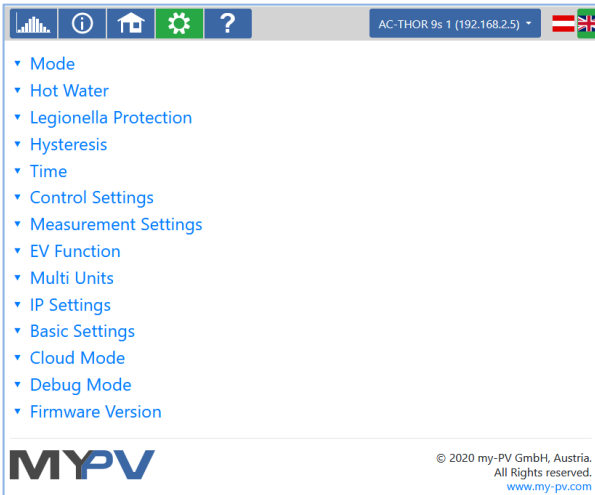 ?
AC-THOR 9s 1 (192.168.2.5)
Mode
Hot Water
Legionella Protection
Hysteresis
Time
Control Settings
Measurement Settings
EV Function
Multi Units
IP Settings
Basic Settings
Cloud Mode
Debug Mode
Firmware Version
MYPV
© 2020 my-PV GmbH, Austria.
All Rights reserved.
www.my-pv.com